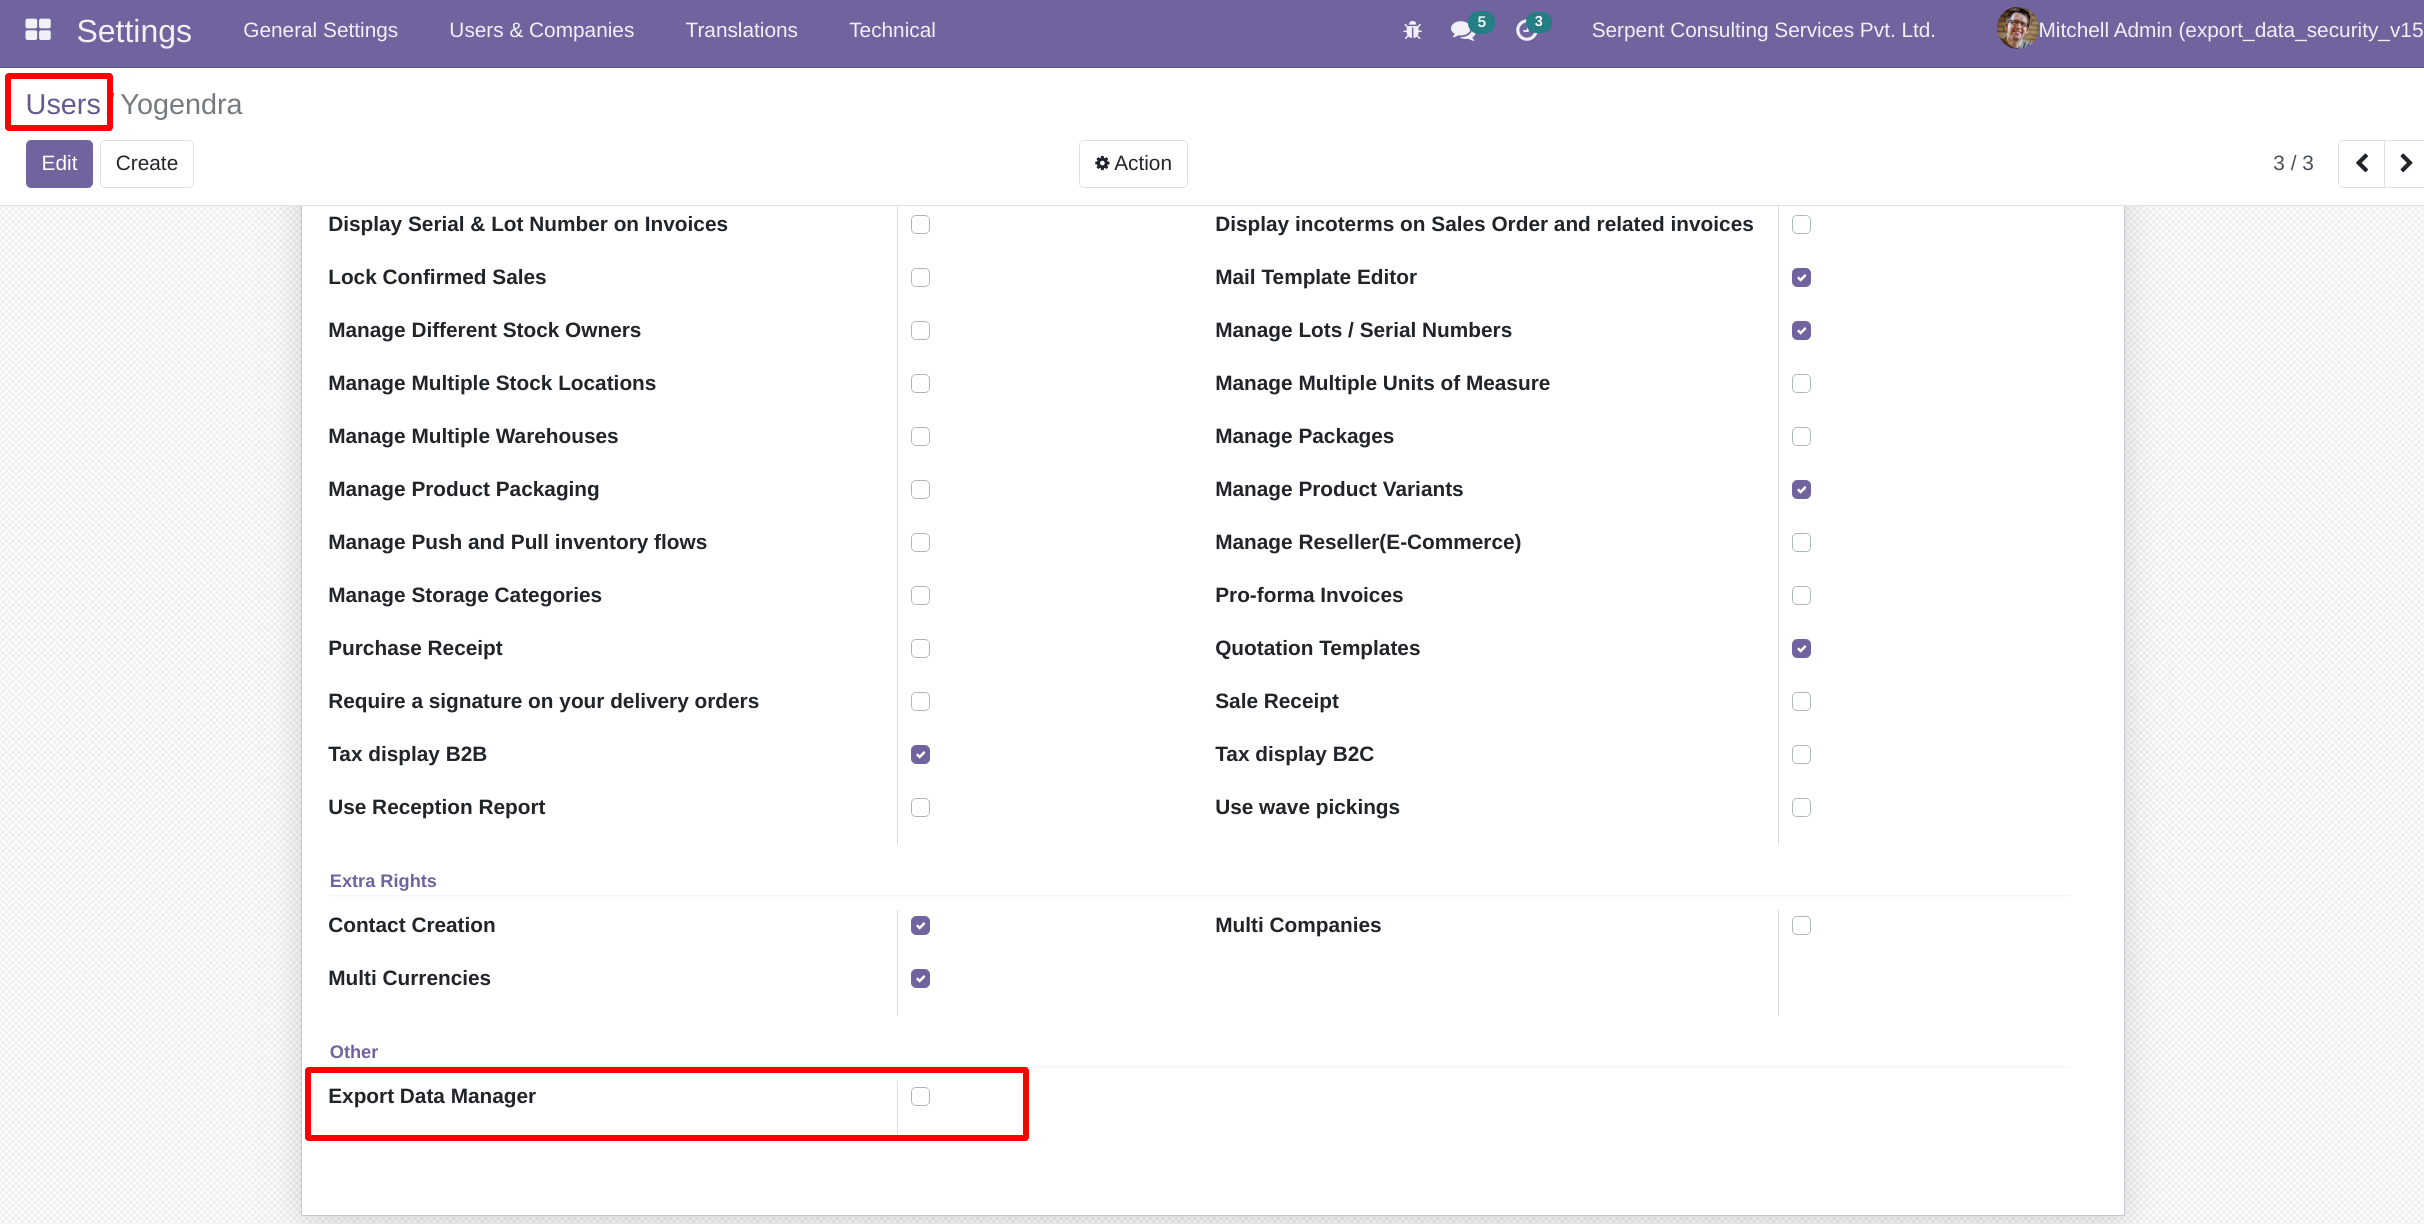 Settings General Settings Users & Companies Translations Technical 5 3 Serpent Consulting Services Pvt. Ltd. Mitchell Admin (export_data_security_v15
Users / Yogendra
Edit Create Action 3 / 3
Display Serial & Lot Number on Invoices Display incoterms on Sales Order and related invoices
Lock Confirmed Sales Mail Template Editor
Manage Different Stock Owners Manage Lots / Serial Numbers
Manage Multiple Stock Locations Manage Multiple Units of Measure
Manage Multiple Warehouses Manage Packages
Manage Product Packaging Manage Product Variants
Manage Push and Pull inventory flows Manage Reseller(E-Commerce)
Manage Storage Categories Pro-forma Invoices
Purchase Receipt Quotation Templates
Require a signature on your delivery orders Sale Receipt
Tax display B2B Tax display B2C
Use Reception Report Use wave pickings
Extra Rights
Contact Creation Multi Companies
Multi Currencies
Other
Export Data Manager